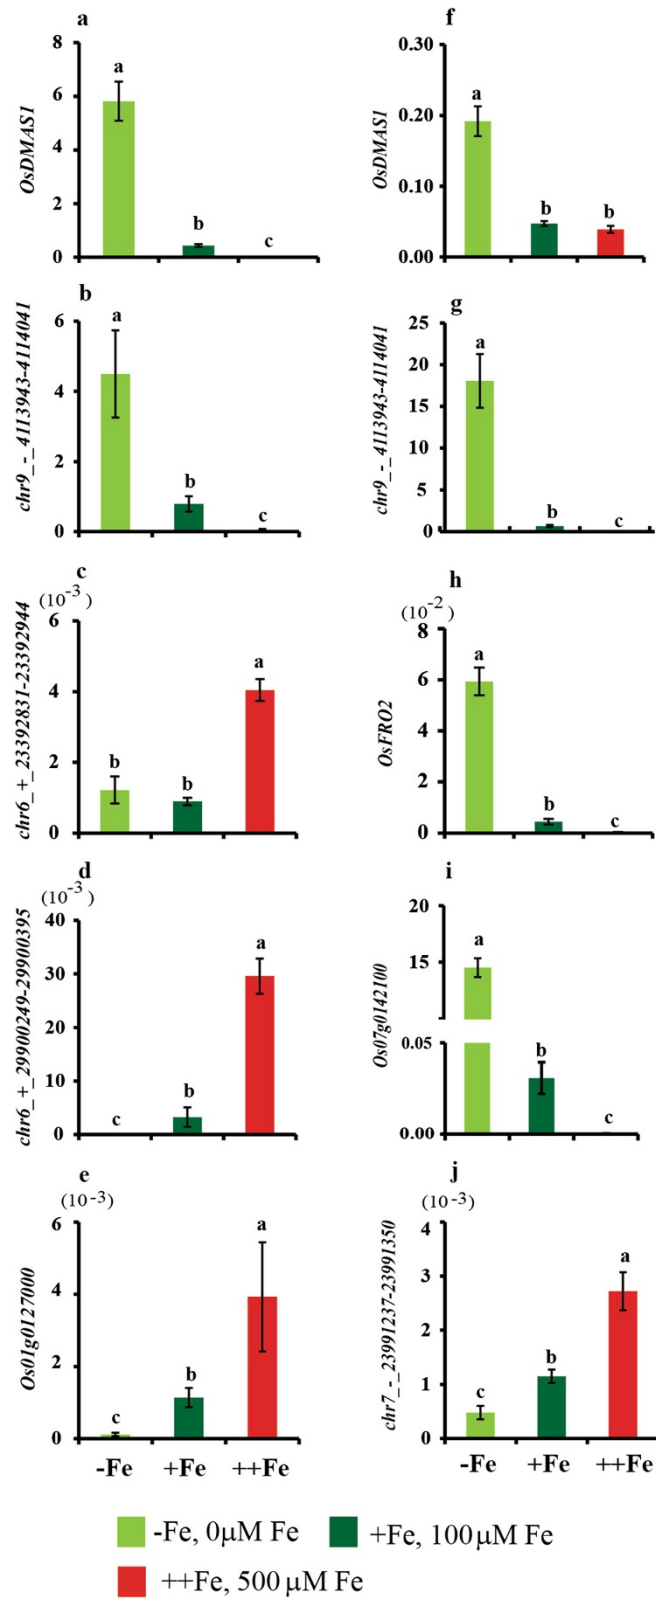 a
OsDMAS1
8
6
4
2
0
a
b
c
f
OsDMAS1
0.30
0.20
0.10
0.00
a
b
b
b
chr9_-_4113943-4114041
6
4
2
0
a
b
c
g
chr9_-_4113943-4114041
25
20
15
10
5
0
a
b
c
c
(10-3)
chr6_+_23392831-23392944
6
4
2
0
b
b
a
h
(10-2)
OsFRO2
8
6
4
2
0
a
b
c
d
(10-3)
chr6_+_29900249-29900395
40
30
20
10
0
c
b
a
i
Os07g0142100
20
15
0.05
0.00
a
b
c
e
(10-3)
Os01g0127000
6
4
2
0
c
b
a
-Fe +Fe ++Fe
j
(10-3)
chr7_-_23991237-23991350
4
3
2
1
0
c
b
a
-Fe +Fe ++Fe
-Fe, 0µM Fe
+Fe, 100µM Fe
++Fe, 500 µM Fe